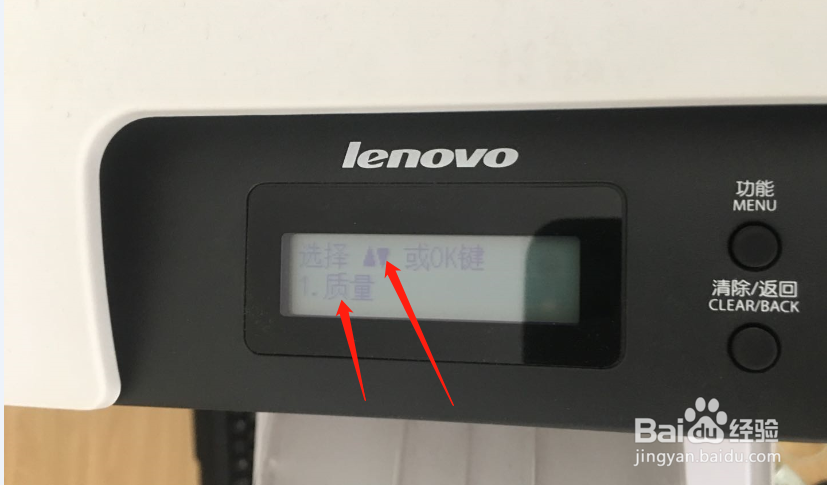 lenovo
选择 ▲▼ 或OK键
1.质量
功能
MENU
清除/返回
CLEAR/BACK
Baidu 经验
jingyan.baidu.com